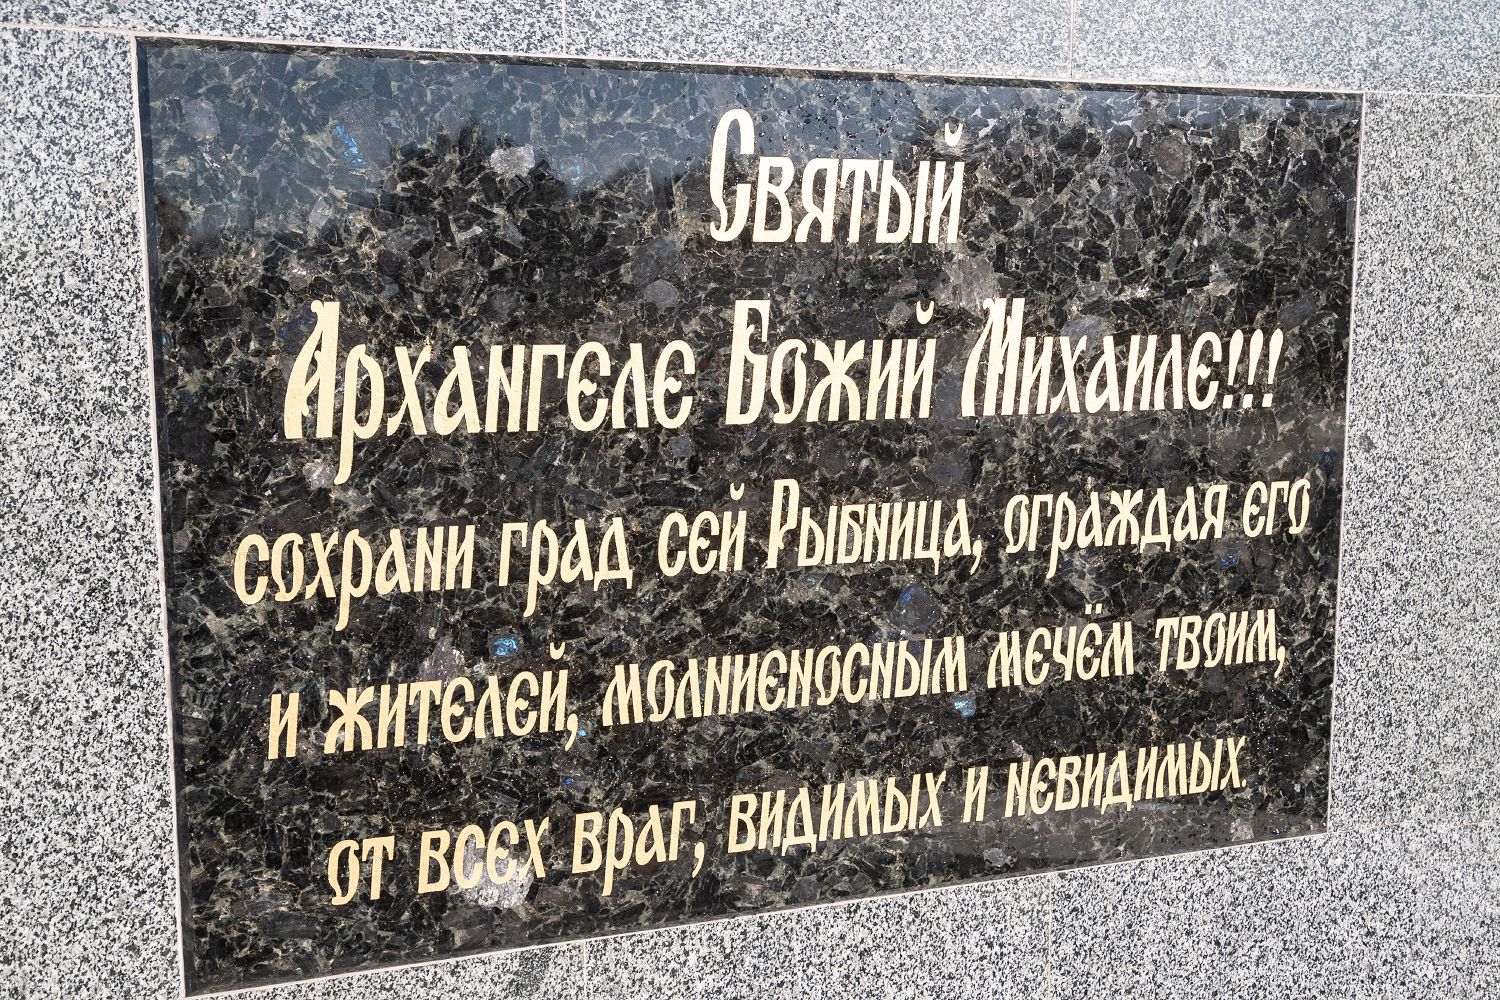 Святый
Архангеле Божий Михаиле!!!
сохрани град сей Рыбница, ограждая его
и жителей, молниеносным мечём твоим,
от всех враг, видимых и невидимых.